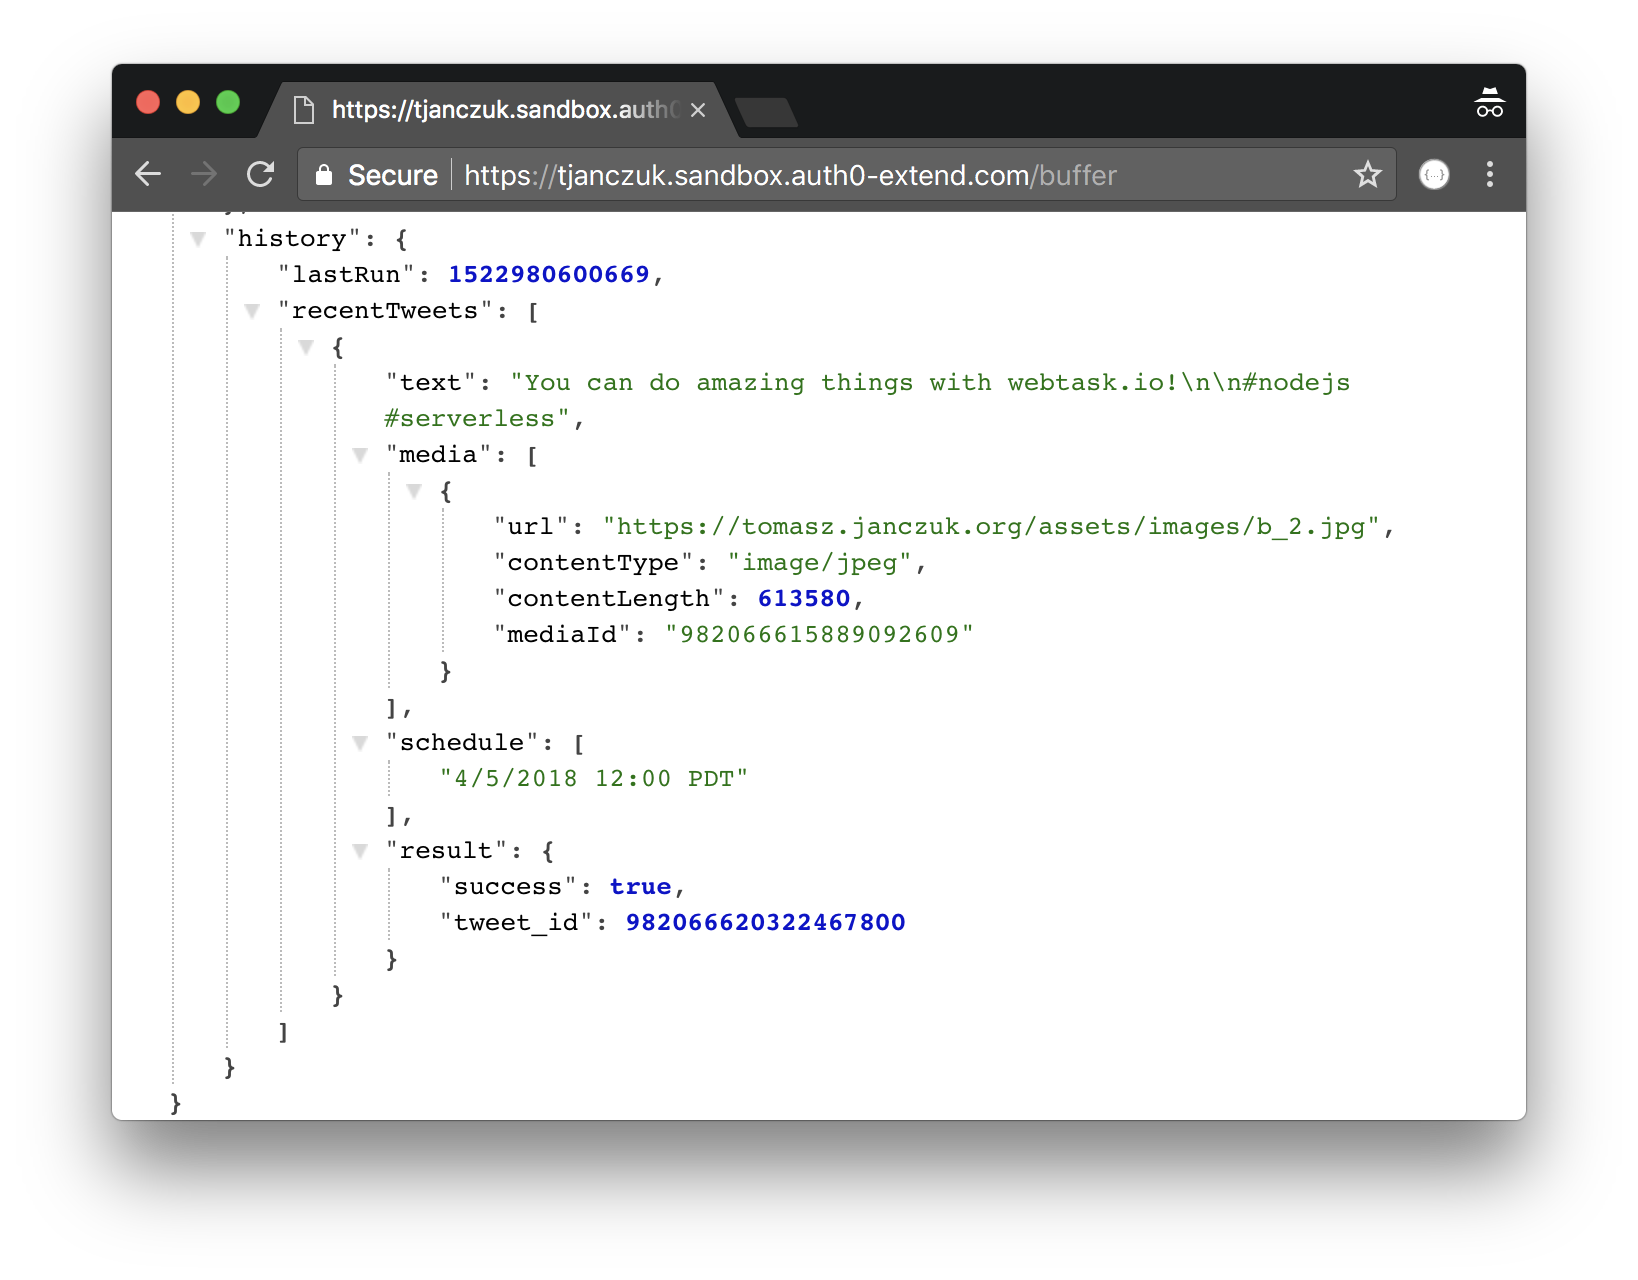 https://tjanczuk.sandbox.auth0
Secure https://tjanczuk.sandbox.auth0-extend.com/buffer
{...}
"history": {
"lastRun": 1522980600669,
"recentTweets": [
{
"text": "You can do amazing things with webtask.io!\n\n#nodejs
#serverless",
"media": [
{
"url": "https://tomasz.janczuk.org/assets/images/b_2.jpg",
"contentType": "image/jpeg",
"contentLength": 613580,
"mediaId": "982066615889092609"
}
],
"schedule": [
"4/5/2018 12:00 PDT"
],
"result": {
"success": true,
"tweet_id": 982066620322467800
}
}
]
}
}